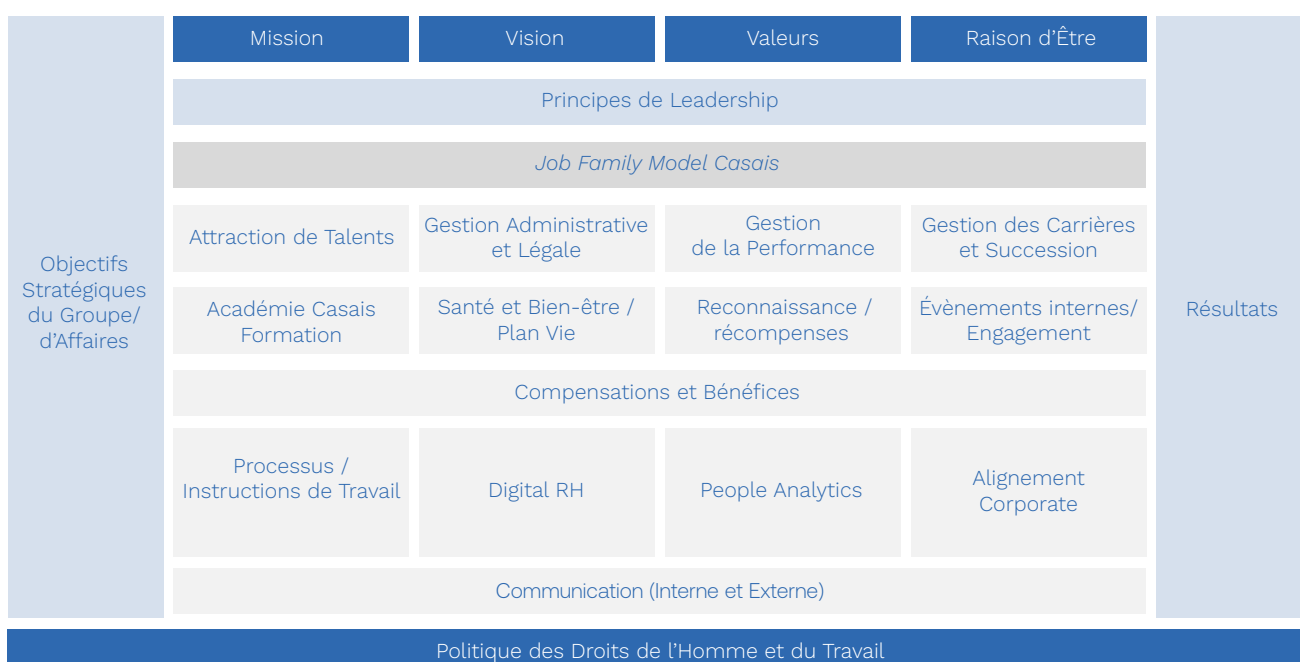 Mission
Vision
Valeurs
Raison d’Être
Principes de Leadership
Job Family Model Casais
Objectifs
Stratégiques
du Groupe/
d’Affaires
Attraction de Talents
Gestion Administrative
et Légale
Gestion
de la Performance
Gestion des Carrières
et Succession
Académie Casais
Formation
Santé et Bien-être /
Plan Vie
Reconnaissance /
récompenses
Évènements internes/
Engagement
Résultats
Compensations et Bénéfices
Processus /
Instructions de Travail
Digital RH
People Analytics
Alignement
Corporate
Communication (Interne et Externe)
Politique des Droits de l’Homme et du Travail